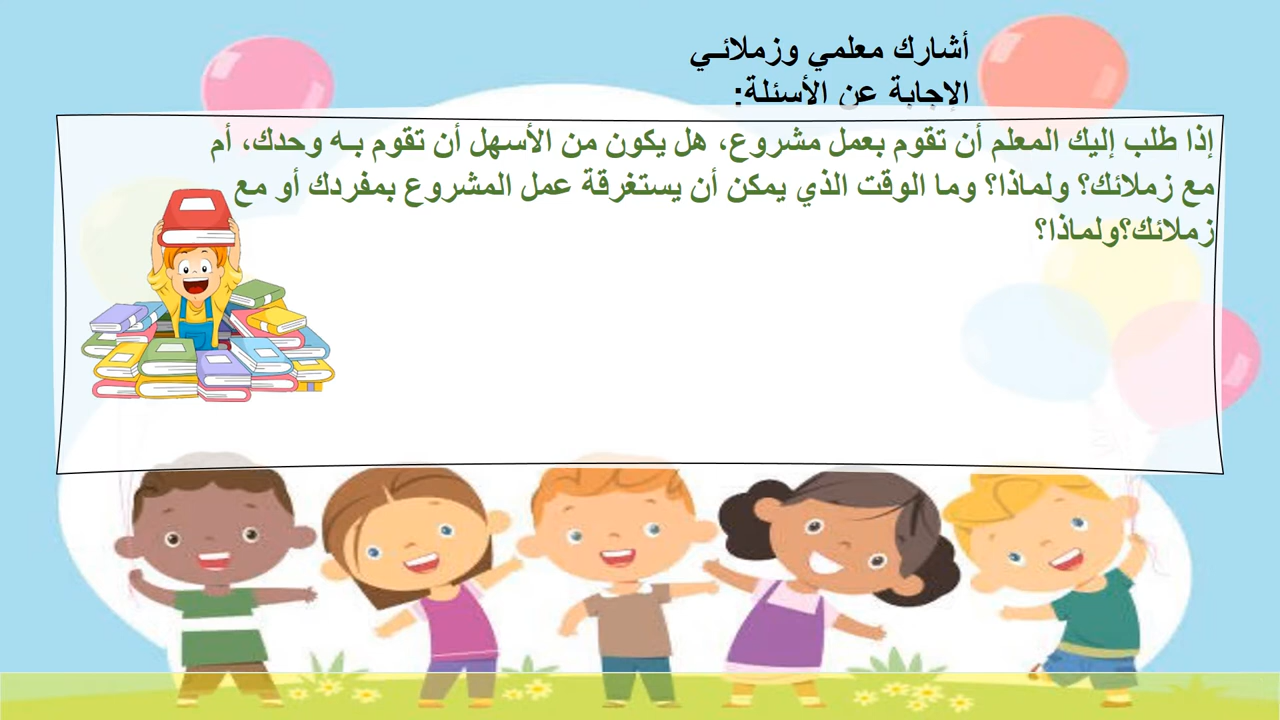 أشارك معلمي وزملائـي
الإجابة عن الأسئلة:
إذا طلب إليك المعلم أن تقوم بعمل مشروع، هل يكون من الأسهل أن تقوم بـه وحدك، أم
مع زملائك؟ ولماذا؟ وما الوقت الذي يمكن أن يستغرقة عمل المشروع بمفردك أو مع
زملائك؟ولماذا؟